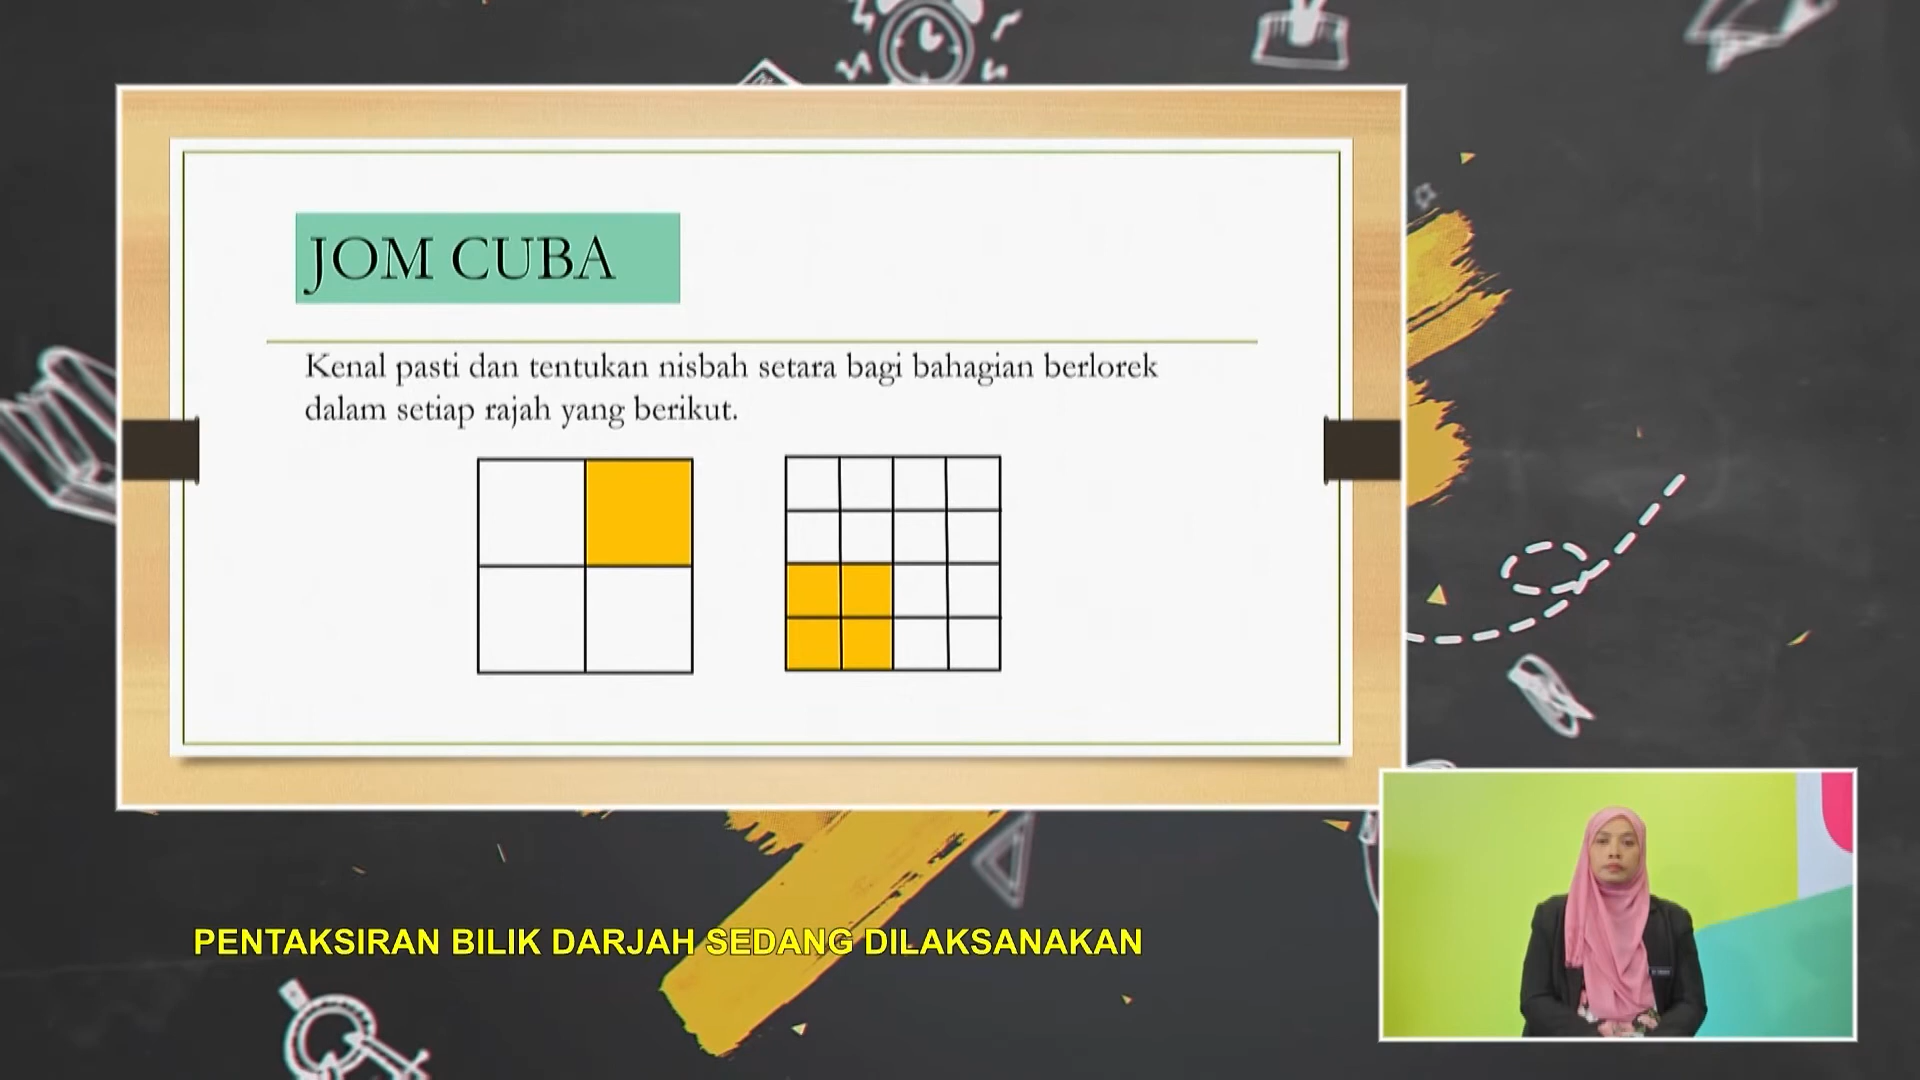 JOM CUBA
Kenal pasti dan tentukan nisbah setara bagi bahagian berlorek
dalam setiap rajah yang berikut.
PENTAKSIRAN BILIK DARJAH SEDANG DILAKSANAKAN